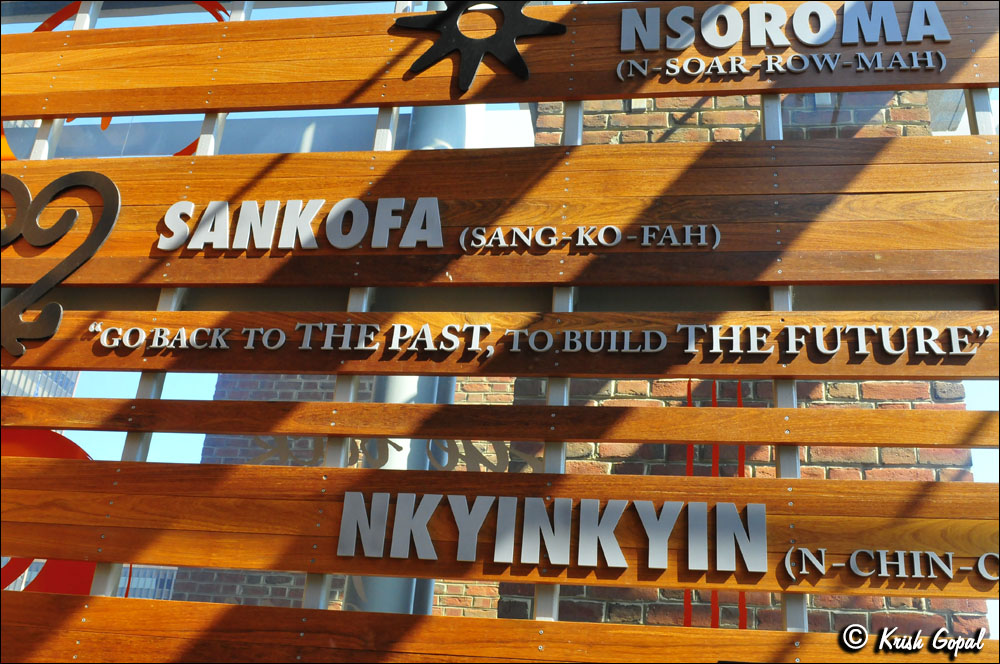 NSOROMA
(N-SOAR-ROW-MAH)
SANKOFA (SANG-KO-FAH)
"GO BACK TO THE PAST, TO BUILD THE FUTURE"
NKYINKYIN
(N-CHIN-
© Krish Gopal